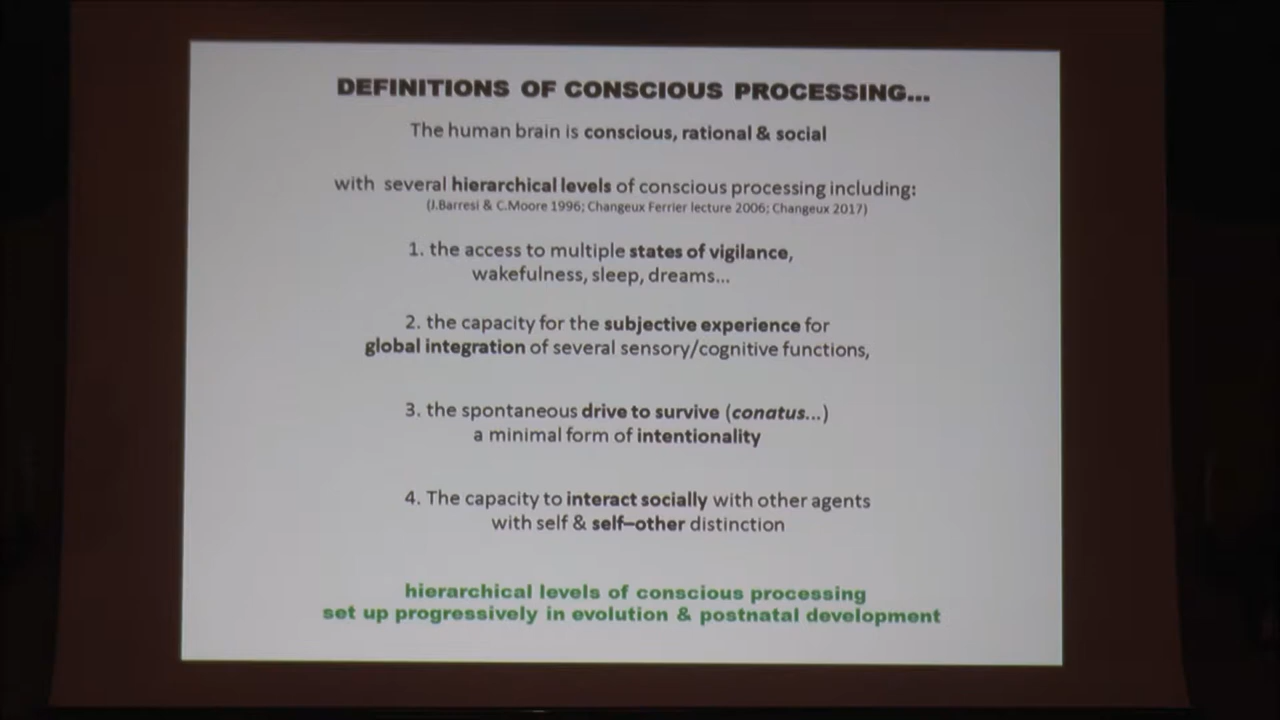 DEFINITIONS OF CONSCIOUS PROCESSING...
The human brain is conscious, rational & social
with several hierarchical levels of conscious processing including:
(J.Barresi & C.Moore 1996; Changeux Ferrier lecture 2006; Changeux 2017)
1. the access to multiple states of vigilance,
wakefulness, sleep, dreams...
2. the capacity for the subjective experience for
global integration of several sensory/cognitive functions,
3. the spontaneous drive to survive (conatus...)
a minimal form of intentionality
4. The capacity to interact socially with other agents
with self & self–other distinction
hierarchical levels of conscious processing
set up progressively in evolution & postnatal development